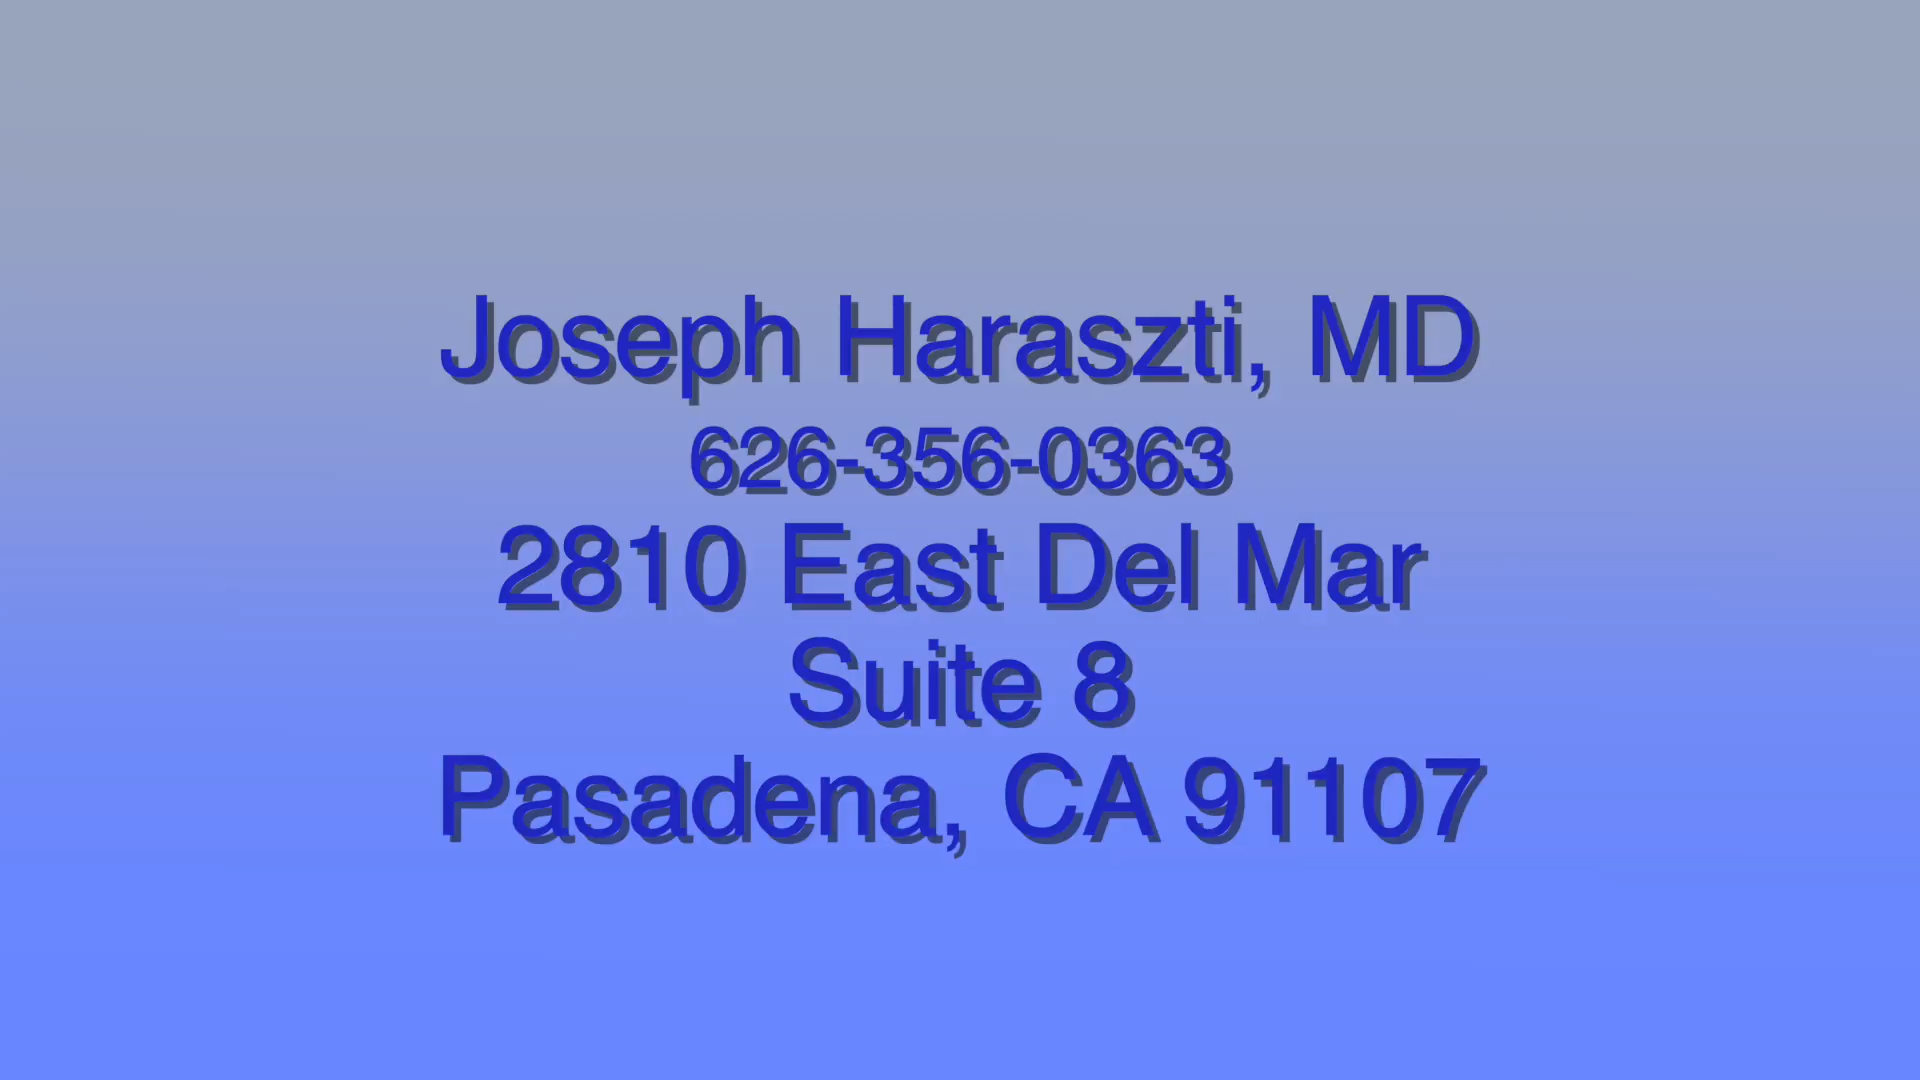 Joseph Haraszti, MD
626-356-0363
2810 East Del Mar
Suite 8
Pasadena, CA 91107